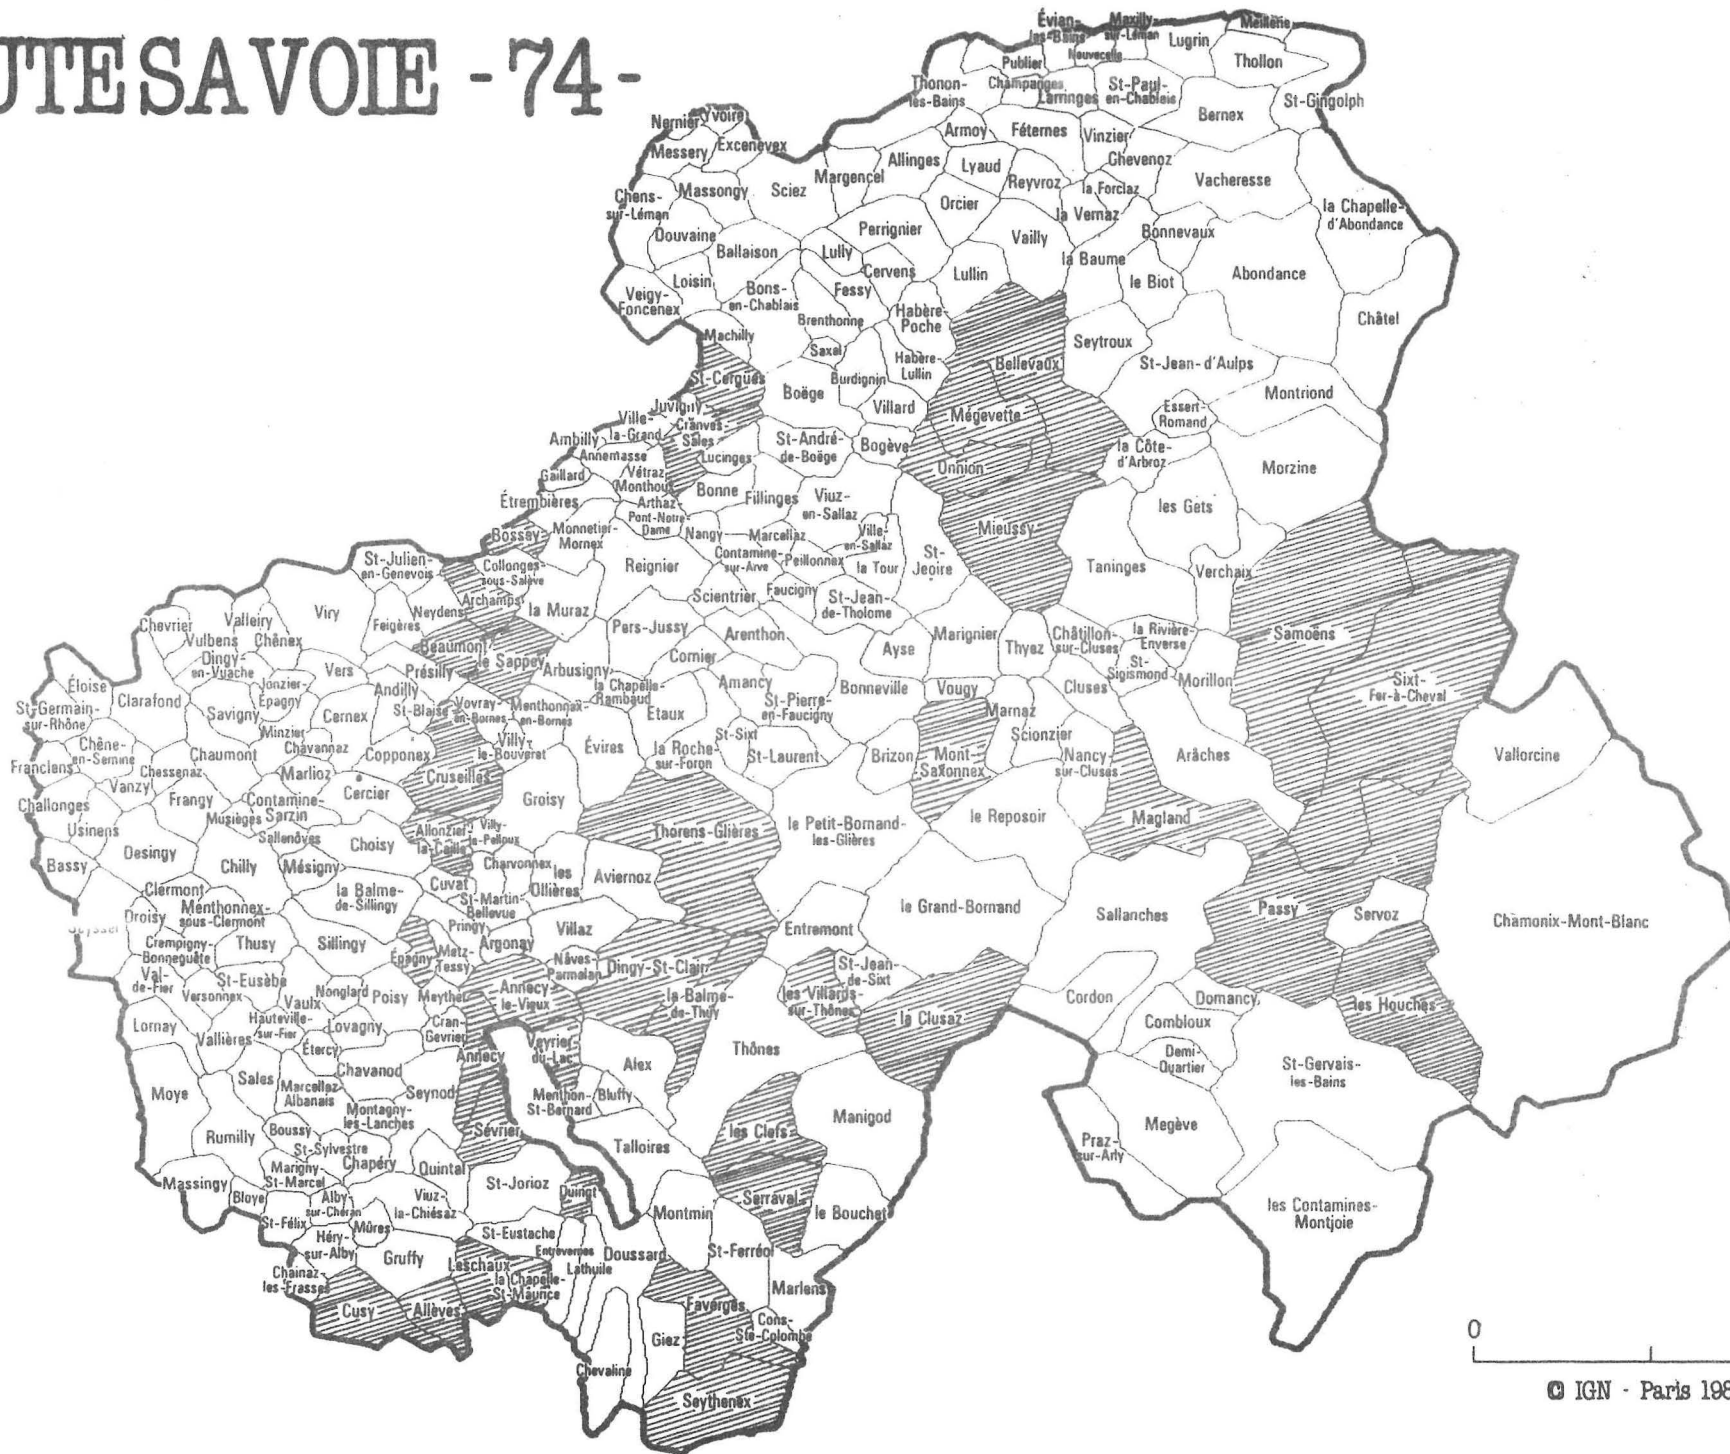 UTE SAVOIE - 74 -
Évian-
les-Bains
Maxilly-
sur-Léman
Meillerie
Lugrin
Publier
Neuvecelle
Thollon
Thonon-
les-Bains
Champanges
Larringes
St-Paul-
en-Chablais
St-Gingolph
Bernex
Nernier
Yvoire
Armoy
Féternes
Vinzier
Messery
Excenevex
Allinges
Lyaud
Chevenoz
Margencel
Reyvroz
la Forclaz
Vacheresse
Chens-
sur-Léman
Massongy
Sciez
Orcier
la Vernaz
la Chapelle-
d'Abondance
Douvaine
Perrignier
Vailly
Bonnevaux
Ballaison
Lully
la Baume
Cervens
Lullin
le Biot
Abondance
Loisin
Veigy-
Foncenex
Bons-
en-Chablais
Fessy
Habère-
Poche
Brenthonne
Châtel
Machilly
Saxel
Seytroux
Habère-
Lullin
Bellevaux
St-Jean-d'Aulps
St-Cergues
Burdignin
Boëge
Montriond
Juvigny
Villard
Mégevette
Essert-
Romand
Ville-
la-Grand
Cranves-
Sales
Ambilly
St-André-
de-Boëge
Bogève
la Côte-
d'Arbroz
Annemasse
Lucinges
Onnion
Morzine
Gaillard
Vétraz-
Monthoux
Bonne
Fillinges
Viuz-
en-Sallaz
Étrembières
Arthaz-
Pont-Notre-
Dame
les Gets
Bossey
Monnetier-
Mornex
Nangy
Marcellaz
Ville-
en-Sallaz
Mieussy
St-Julien-
en-Genevois
Collonges-
sous-Salève
Reignier
Contamine-
sur-Arve
Peillonnex
la Tour
St-
Jeoire
Taninges
Verchaix
Archamps
la Muraz
Scientrier
Faucigny
St-Jean-
de-Tholome
Chevrier
Valleiry
Viry
Feigères
Neydens
Vulbens
Chênex
Pers-Jussy
Arenthon
Marignier
Thyez
Châtillon-
sur-Cluses
la Rivière-
Enverse
Samoëns
Dingy-
en-Vuache
Beaumont
le Sappey
Cornier
Ayse
St-
Sigismond
Vers
Présilly
Arbusigny
Éloise
Clarafond
Jonzier-
Épagny
Andilly
la Chapelle-
Rambaud
Amancy
Bonneville
Vougy
Cluses
Morillon
Sixt-
Fer-à-Cheval
St-Germain-
sur-Rhône
Savigny
Cernex
St-Blaise
Vovray-
en-Bornes
Menthonnex-
en-Bornes
Etaux
St-Pierre-
en-Faucigny
Marnaz
Minzier
Scionzier
Chêne-
en-Semine
Chaumont
Chavannaz
Copponex
Villy-
le-Bouveret
Évires
la Roche-
sur-Foron
St-Sixt
St-Laurent
Brizon
Mont-
Saxonnex
Nancy-
sur-Cluses
Arâches
Vallorcine
Franclens
Chessenaz
Marlioz
Cruseilles
Vanzy
Cercier
Groisy
Challonges
Frangy
Contamine-
Sarzin
Musièges
Usinens
Sallenôves
Choisy
Allonzier-
la-Caille
Villy-
le-Pelloux
Thorens-Glières
le Petit-Bornand-
les-Glières
le Reposoir
Magland
Bassy
Desingy
Chilly
Mésigny
Charvonnex
les
Ollières
Aviernoz
Clermont
la Balme-
de-Sillingy
Cuvat
St-Martin-
Bellevue
Menthonnex-
sous-Clermont
Droisy
Pringy
Villaz
le Grand-Bornand
Sallanches
Passy
Servoz
Chamonix-Mont-Blanc
Seyssel
Crempigny-
Bonneguête
Thusy
Sillingy
Épagny
Metz-
Tessy
Argonay
Entremont
Nâves-
Parmelan
Dingy-St-Clair
St-Jean-
de-Sixt
Val-
de-Fier
St-Eusèbe
Versonnex
Vaulx
Nonglard
Poisy
Meythet
Annecy
le-Vieux
la Balme-
de-Thuy
les Villards-
sur-Thônes
Cordon
Domancy
les Houches
Lornay
Hauteville-
sur-Fier
Lovagny
Cran-
Gevrier
la Clusaz
Combloux
Vallières
Étercy
Annecy
Veyrier-
du-Lac
Thônes
Demi-
Quartier
St-Gervais-
les-Bains
Moye
Sales
Chavanod
Alex
Marcellaz-
Albanais
Seynod
Menthon-
St-Bernard
Bluffy
Montagny-
les-Lanches
Manigod
Megève
Rumilly
Boussy
Sévrier
les Clefs
Praz-
sur-Arly
St-Sylvestre
Talloires
Marigny-
St-Marcel
Chapéry
Quintal
Massingy
St-Jorioz
Duingt
Bloye
Alby-
sur-Chéran
Viuz-
la-Chiésaz
Serraval
le Bouchet
les Contamines-
Montjoie
St-Félix
Mûres
Montmin
Héry-
sur-Alby
St-Eustache
Gruffy
Entrevernes
Doussard
St-Ferréol
Chainaz-
les-Frasses
Leschaux
Lathuile
la Chapelle-
St-Maurice
Marlens
Cusy
Allèves
Faverges
Cons-
Ste-Colombe
Giez
Chevaline
Seythenex
0
© IGN - Paris 198